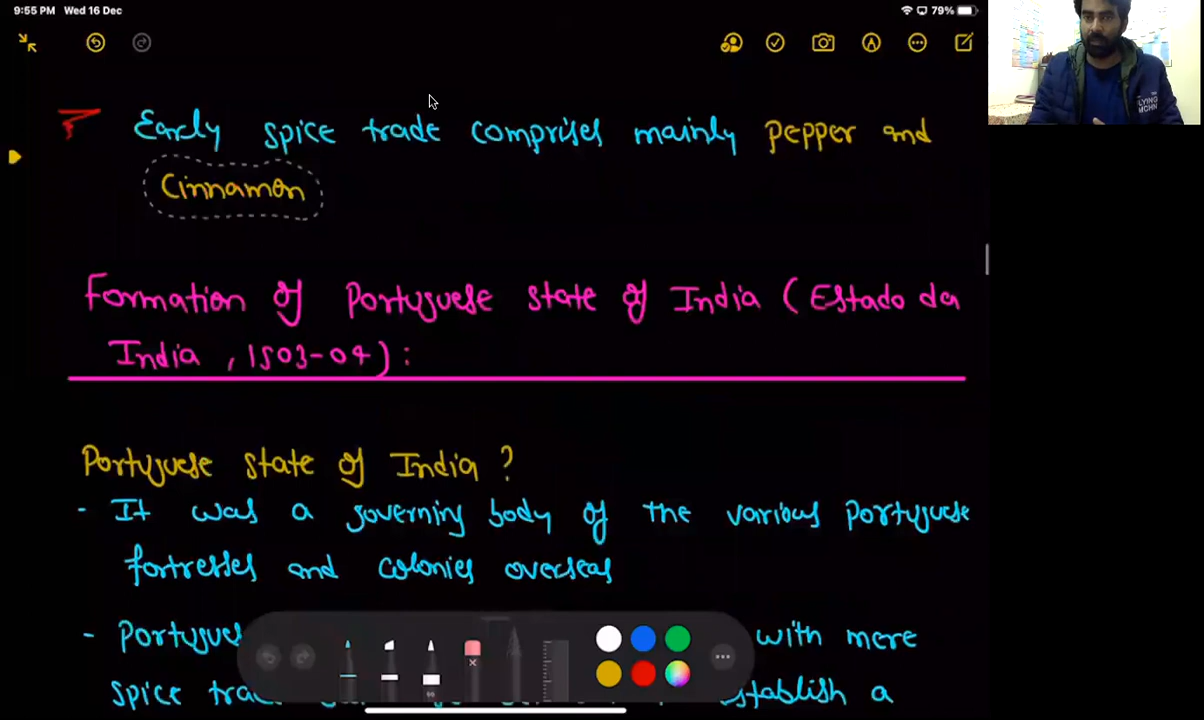 9:55 PM Wed 16 Dec
79%
Early spice trade comprises mainly pepper and
Cinnamon
Formation of Portuguese state of India (Estado da
India, 1503-04):
Portuguese state of India?
- It was a governing body of the various Portuguese
fortresses and colonies overseas
- with mere
spice a
FLYING